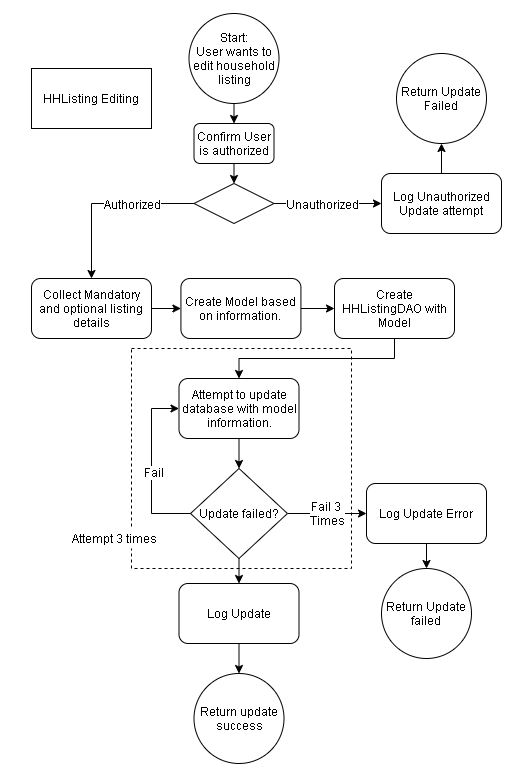 Start:
User wants to
edit household
listing
HHListing Editing
Return Update
Failed
Confirm User
is authorized
Authorized
Unauthorized
Log Unauthorized
Update attempt
Collect Mandatory
and optional listing
details
Create Model based
on information.
Create
HHListingDAO with
Model
Attempt to update
database with model
information.
Fail
Update failed?
Fail 3
Times
Log Update Error
Attempt 3 times
Return Update
failed
Log Update
Return update
success